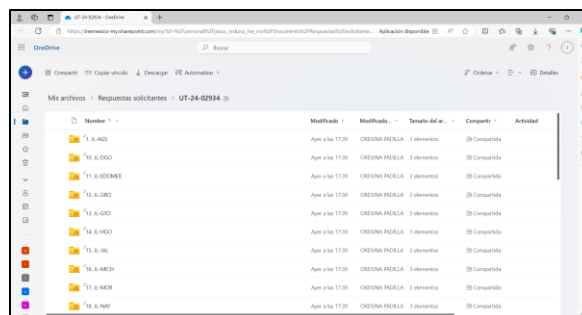 UT-24-02934 - OneDrive
https://inemexico-my.sharepoint.com/my?id=%2Fpersonal%2Fjesus_orduna_ine_mx%2FDocuments%2FRespuestas%20solicitante... Aplicación disponible
OneDrive
Buscar
Compartir Copiar vínculo Descargar Automatizar
Ordenar Detalles
Mis archivos > Respuestas solicitantes > UT-24-02934
Nombre Modificado Modificado... Tamaño del ar... Compartir Actividad
1. JL-AGS Ayer a las 17:39 ORDUNA PADILLA 1 elementos Compartida
10. JL-DGO Ayer a las 17:39 ORDUNA PADILLA 3 elementos Compartida
11. JL-EDOMEX Ayer a las 17:39 ORDUNA PADILLA 3 elementos Compartida
12. JL-GRO Ayer a las 17:39 ORDUNA PADILLA 2 elementos Compartida
13. JL-GTO Ayer a las 17:39 ORDUNA PADILLA 2 elementos Compartida
14. JL-HGO Ayer a las 17:39 ORDUNA PADILLA 3 elementos Compartida
15. JL-JAL Ayer a las 17:39 ORDUNA PADILLA 2 elementos Compartida
16. JL-MICH Ayer a las 17:39 ORDUNA PADILLA 3 elementos Compartida
17. JL-MOR Ayer a las 17:39 ORDUNA PADILLA 2 elementos Compartida
18. JL-NAY Ayer a las 17:39 ORDUNA PADILLA 3 elementos Compartida